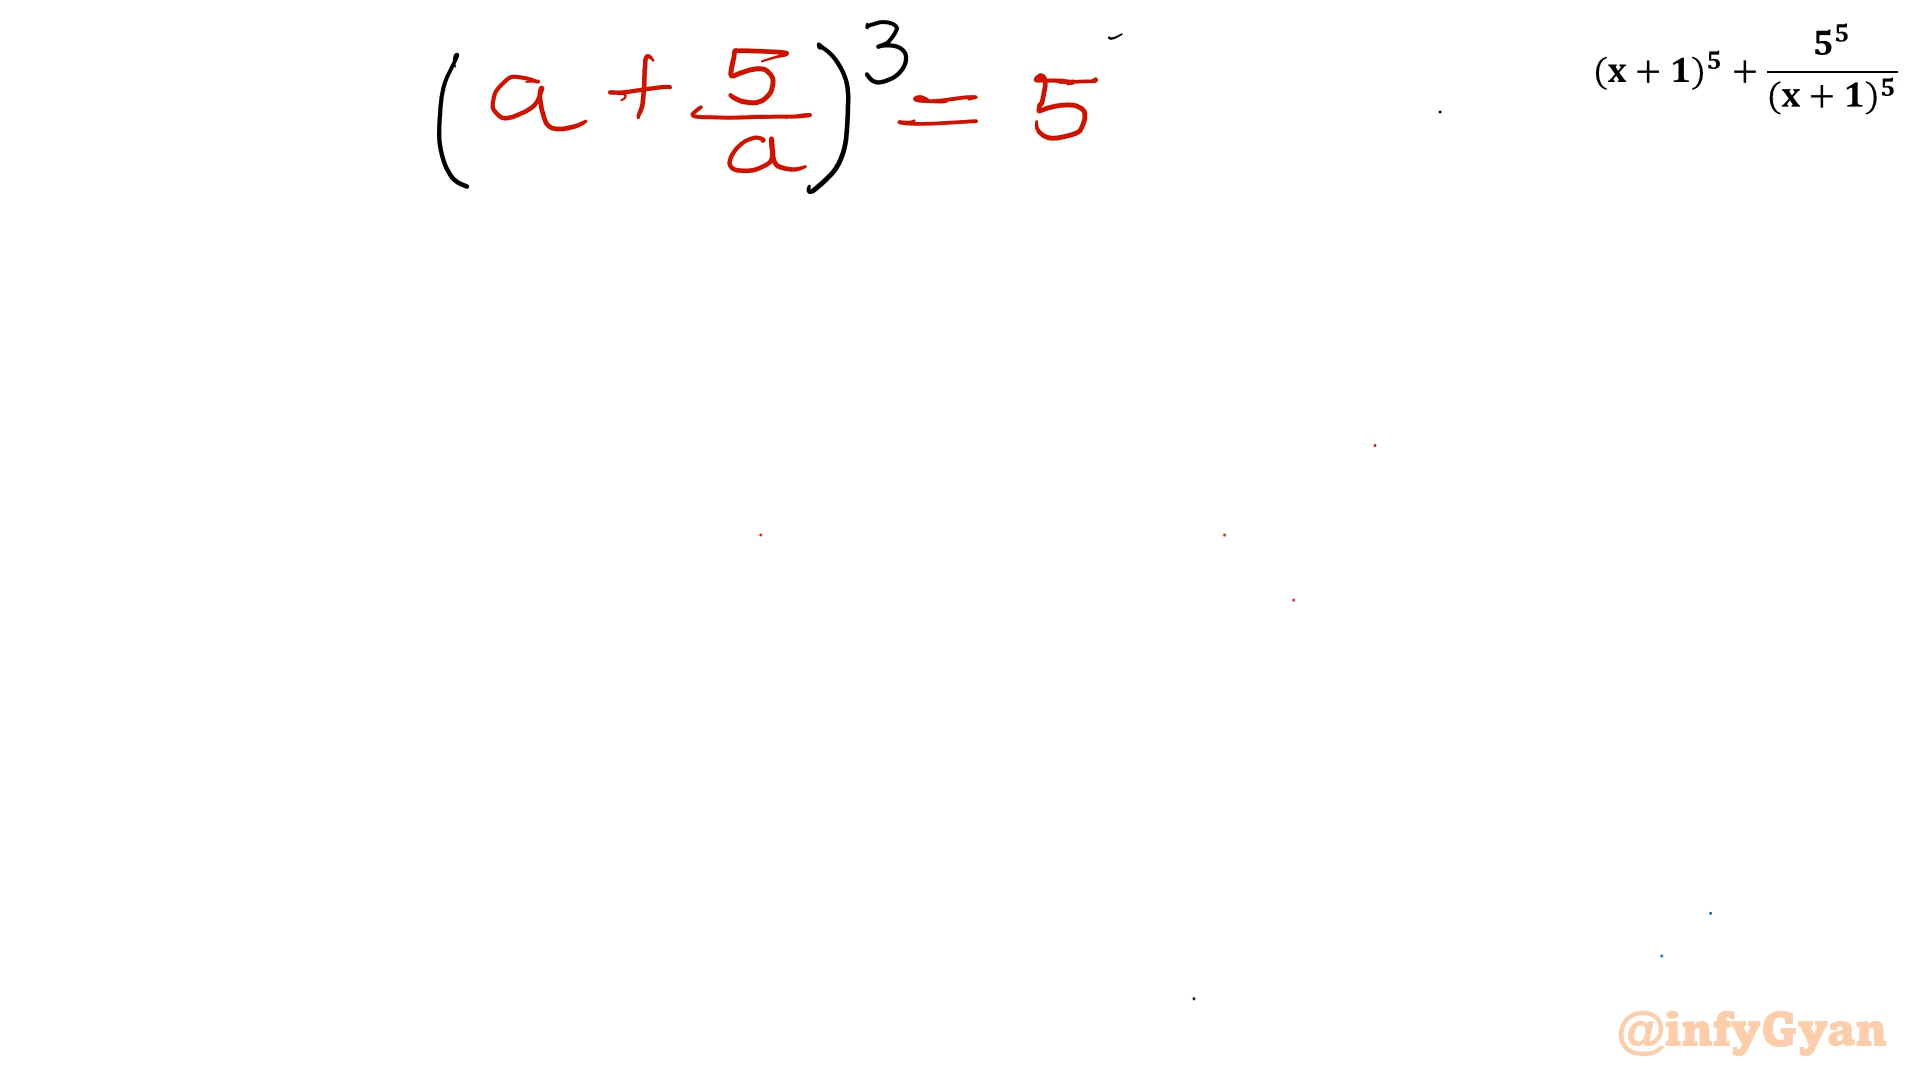 (a + 5/a)³ = 5
(x + 1)⁵ + 5⁵/(x + 1)⁵
@infyGyan